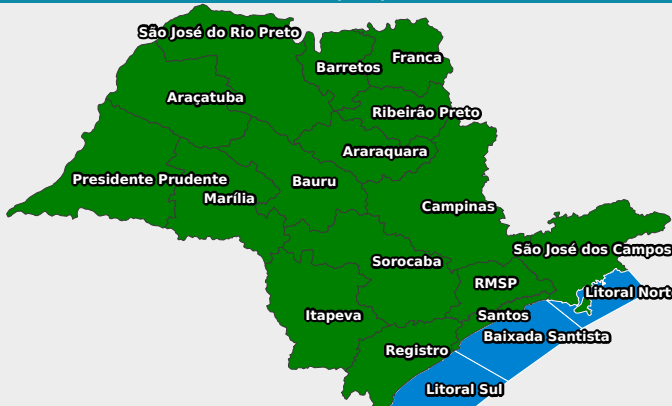 São José do Rio Preto
Franca
Barretos
Araçatuba
Ribeirão Preto
Araraquara
Presidente Prudente
Bauru
Marília
Campinas
São José dos Campos
Sorocaba
RMSP
Litoral Nort
Itapeva
Santos
Baixada Santista
Registro
Litoral Sul